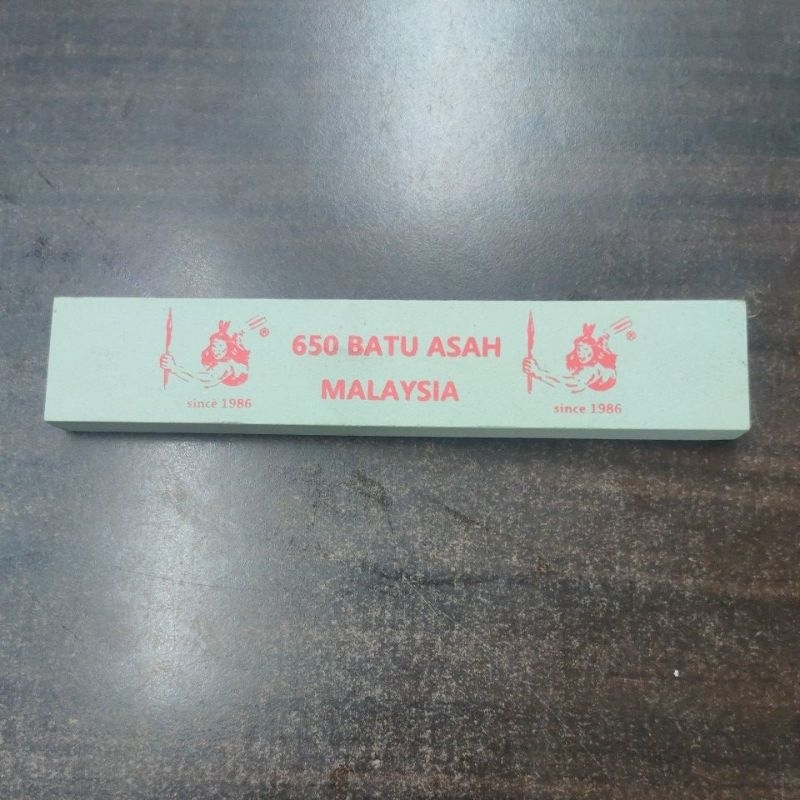 ®
since 1986
650 BATU ASAH
MALAYSIA
®
since 1986